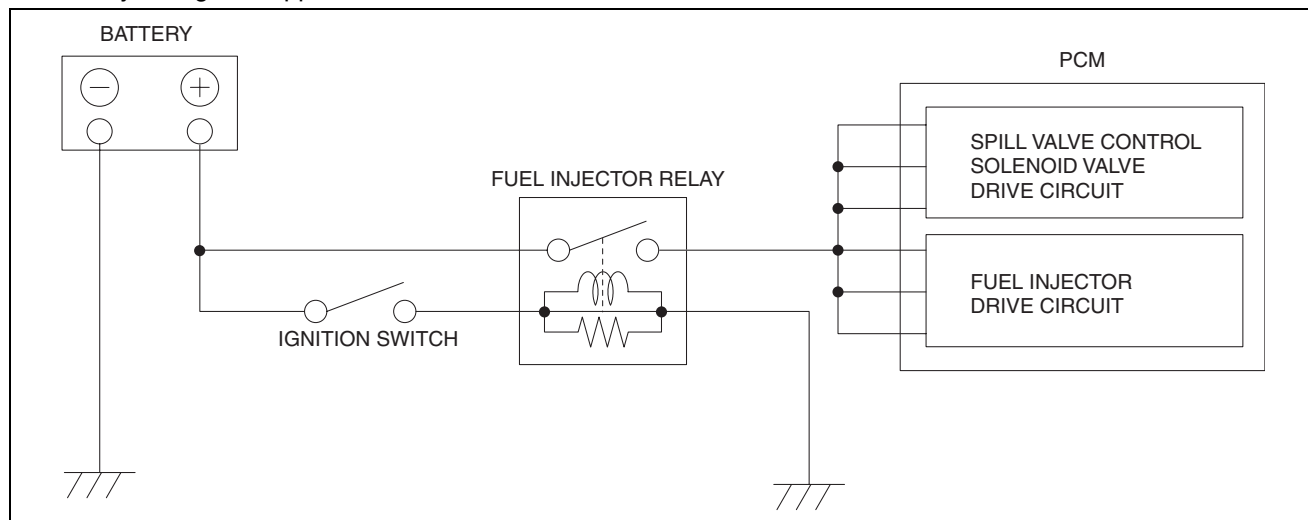 BATTERY
PCM
SPILL VALVE CONTROL
SOLENOID VALVE
DRIVE CIRCUIT
FUEL INJECTOR RELAY
FUEL INJECTOR
DRIVE CIRCUIT
IGNITION SWITCH